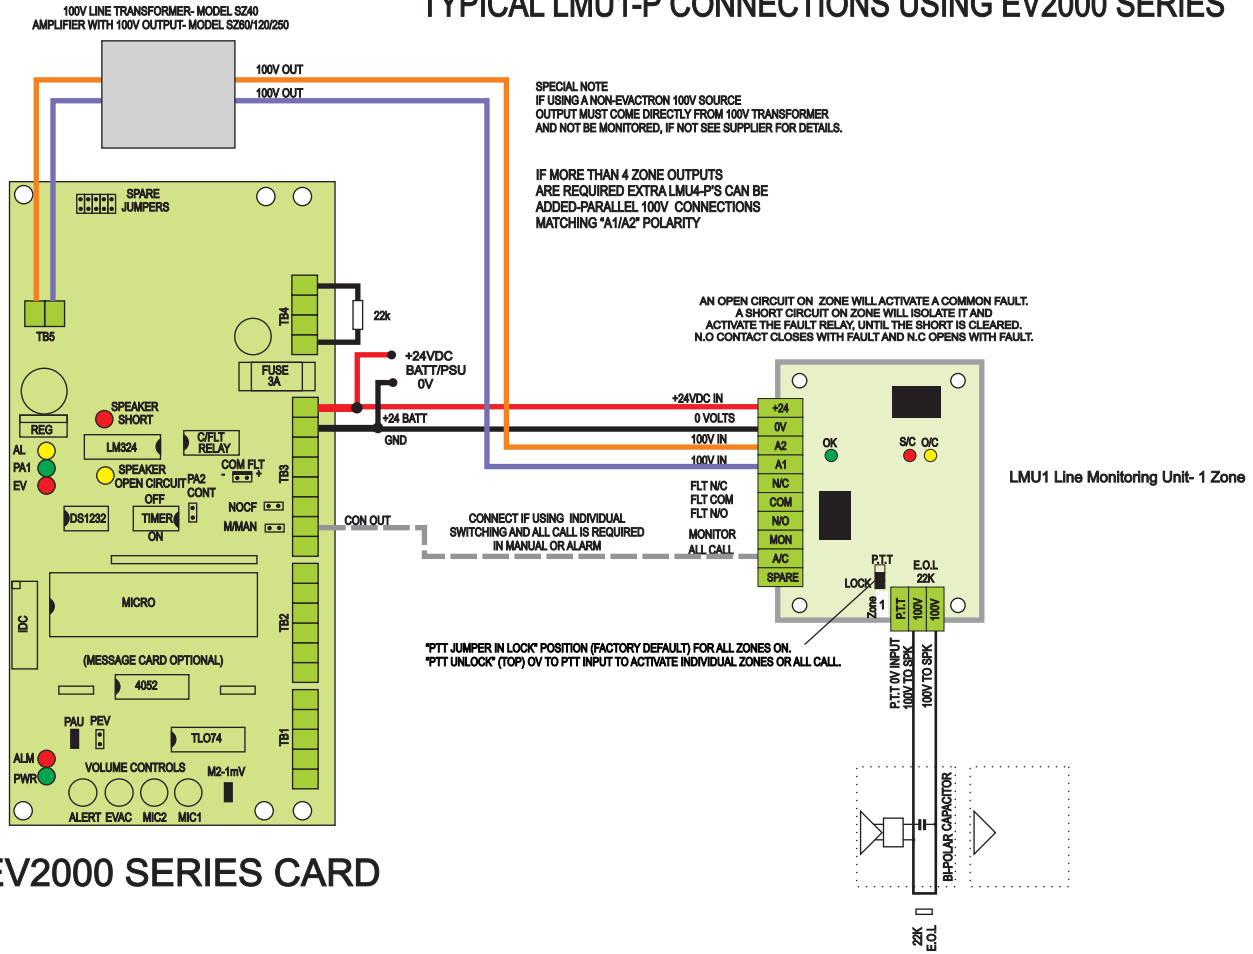 TYPICAL LMU1-P CONNECTIONS USING EV2000 SERIES
100V LINE TRANSFORMER- MODEL SZ40
AMPLIFIER WITH 100V OUTPUT- MODEL SZ60/120/250
100V OUT
100V OUT
SPECIAL NOTE
IF USING A NON-EVACTRON 100V SOURCE
OUTPUT MUST COME DIRECTLY FROM 100V TRANSFORMER
AND NOT BE MONITORED, IF NOT SEE SUPPLIER FOR DETAILS.
IF MORE THAN 4 ZONE OUTPUTS
ARE REQUIRED EXTRA LMU4-P'S CAN BE
ADDED-PARALLEL 100V CONNECTIONS
MATCHING "A1/A2" POLARITY
SPARE
JUMPERS
TB5
TB4
22k
FUSE
3A
+24VDC
BATT/PSU
0V
+24 BATT
GND
REG
SPEAKER
SHORT
LM324
C/FLT
RELAY
AL
PA1
EV
SPEAKER
OPEN CIRCUIT
COM FLT
- +
PA2
CONT
TB3
OFF
DS1232
TIMER
ON
NOCF
M/MAN
CON OUT
CONNECT IF USING INDIVIDUAL
SWITCHING AND ALL CALL IS REQUIRED
IN MANUAL OR ALARM
IDC
MICRO
TB2
(MESSAGE CARD OPTIONAL)
4052
PAU
PEV
TLO74
TB1
ALM
PWR
VOLUME CONTROLS
M2-1mV
ALERT
EVAC
MIC2
MIC1
EV2000 SERIES CARD
AN OPEN CIRCUIT ON ZONE WILL ACTIVATE A COMMON FAULT.
A SHORT CIRCUIT ON ZONE WILL ISOLATE IT AND
ACTIVATE THE FAULT RELAY, UNTIL THE SHORT IS CLEARED.
N.O CONTACT CLOSES WITH FAULT AND N.C OPENS WITH FAULT.
+24VDC IN
0 VOLTS
100V IN
100V IN
FLT N/C
FLT COM
FLT N/O
MONITOR
ALL CALL
+24
0V
A2
A1
N/C
COM
N/O
MON
A/C
SPARE
OK
S/C
O/C
LMU1 Line Monitoring Unit- 1 Zone
P.T.T
LOCK
E.O.L
22K
Zone
1
P.T.T
100V
100V
"PTT JUMPER IN LOCK" POSITION (FACTORY DEFAULT) FOR ALL ZONES ON.
"PTT UNLOCK" (TOP) OV TO PTT INPUT TO ACTIVATE INDIVIDUAL ZONES OR ALL CALL.
P.T.T 0V INPUT
100V TO SPK
100V TO SPK
BI-POLAR CAPACITOR
22K
E.O.L